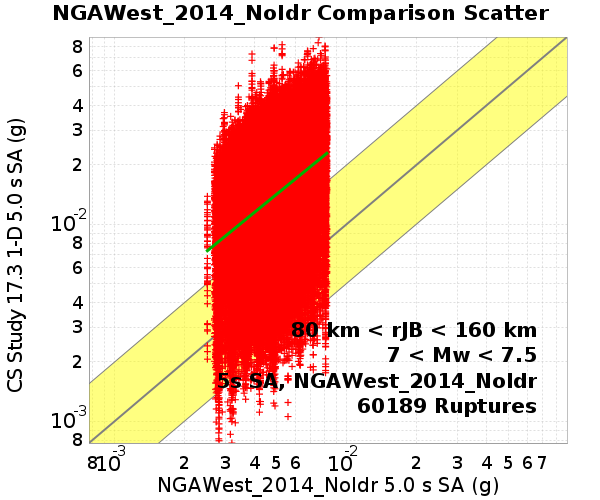 NGAWest_2014_NoIdr Comparison Scatter
CS Study 17.3 1-D 5.0 s SA (g)
8
6
4
3
2
10-2
8
6
4
3
2
10-3
8
80 km < rJB < 160 km
7 < Mw < 7.5
5s SA, NGAWest_2014_NoIdr
60189 Ruptures
8 10-3 2 3 4 5 6 10-2 2 3 4 5 6 7
NGAWest_2014_NoIdr 5.0 s SA (g)